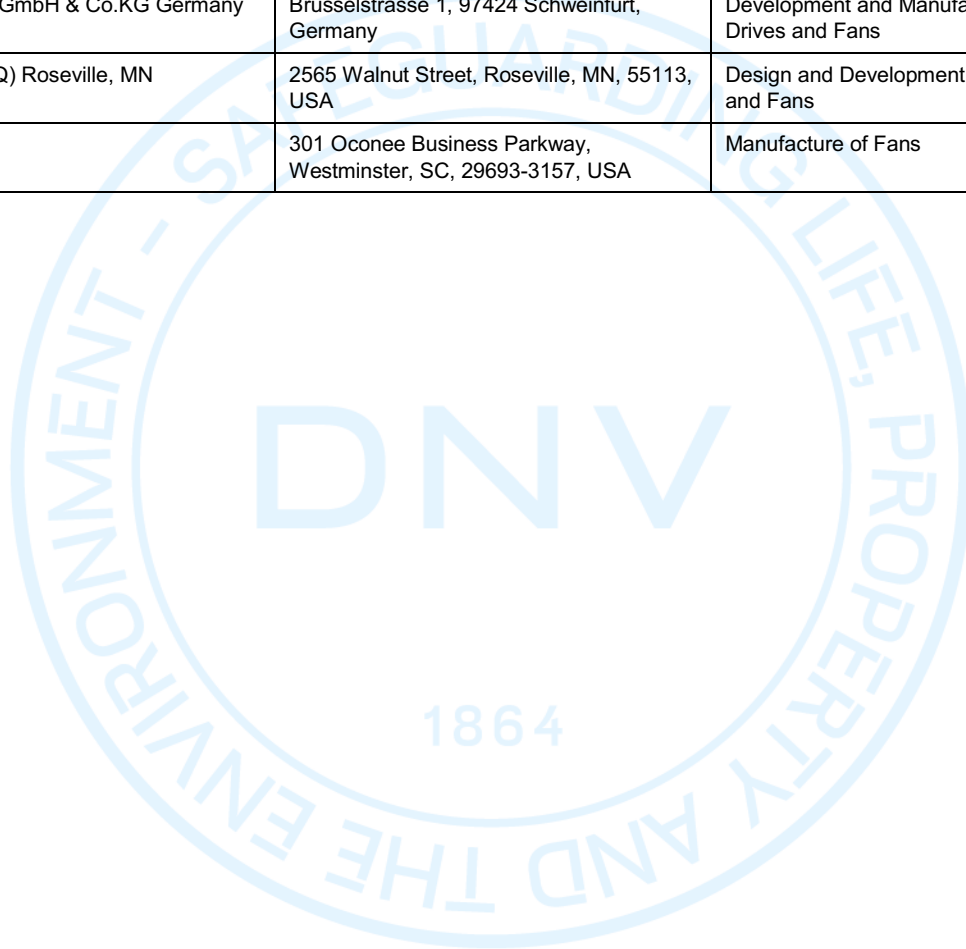 GmbH & Co.KG Germany
Brüsselstrasse 1, 97424 Schweinfurt,
Germany
Development and Manufa
Drives and Fans
Q) Roseville, MN
2565 Walnut Street, Roseville, MN, 55113,
USA
Design and Development
and Fans
301 Oconee Business Parkway,
Westminster, SC, 29693-3157, USA
Manufacture of Fans
SAFEGUARDING LIFE, PROPERTY AND THE ENVIRONMENT -
DNV
1864